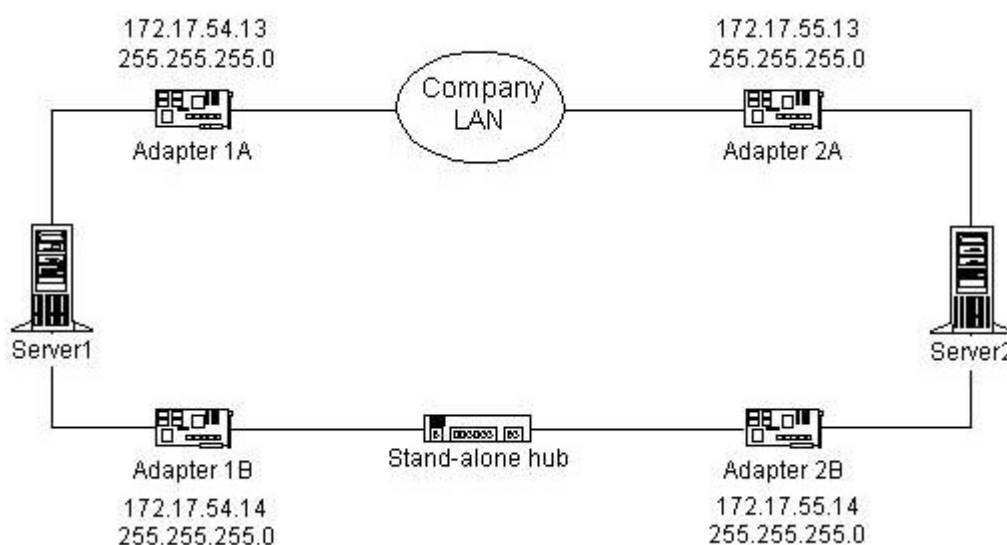 172.17.54.13
255.255.255.0
172.17.55.13
255.255.255.0
Company
LAN
Adapter 1A
Adapter 2A
Server1
Server2
Adapter 1B
Stand-alone hub
Adapter 2B
172.17.54.14
255.255.255.0
172.17.55.14
255.255.255.0